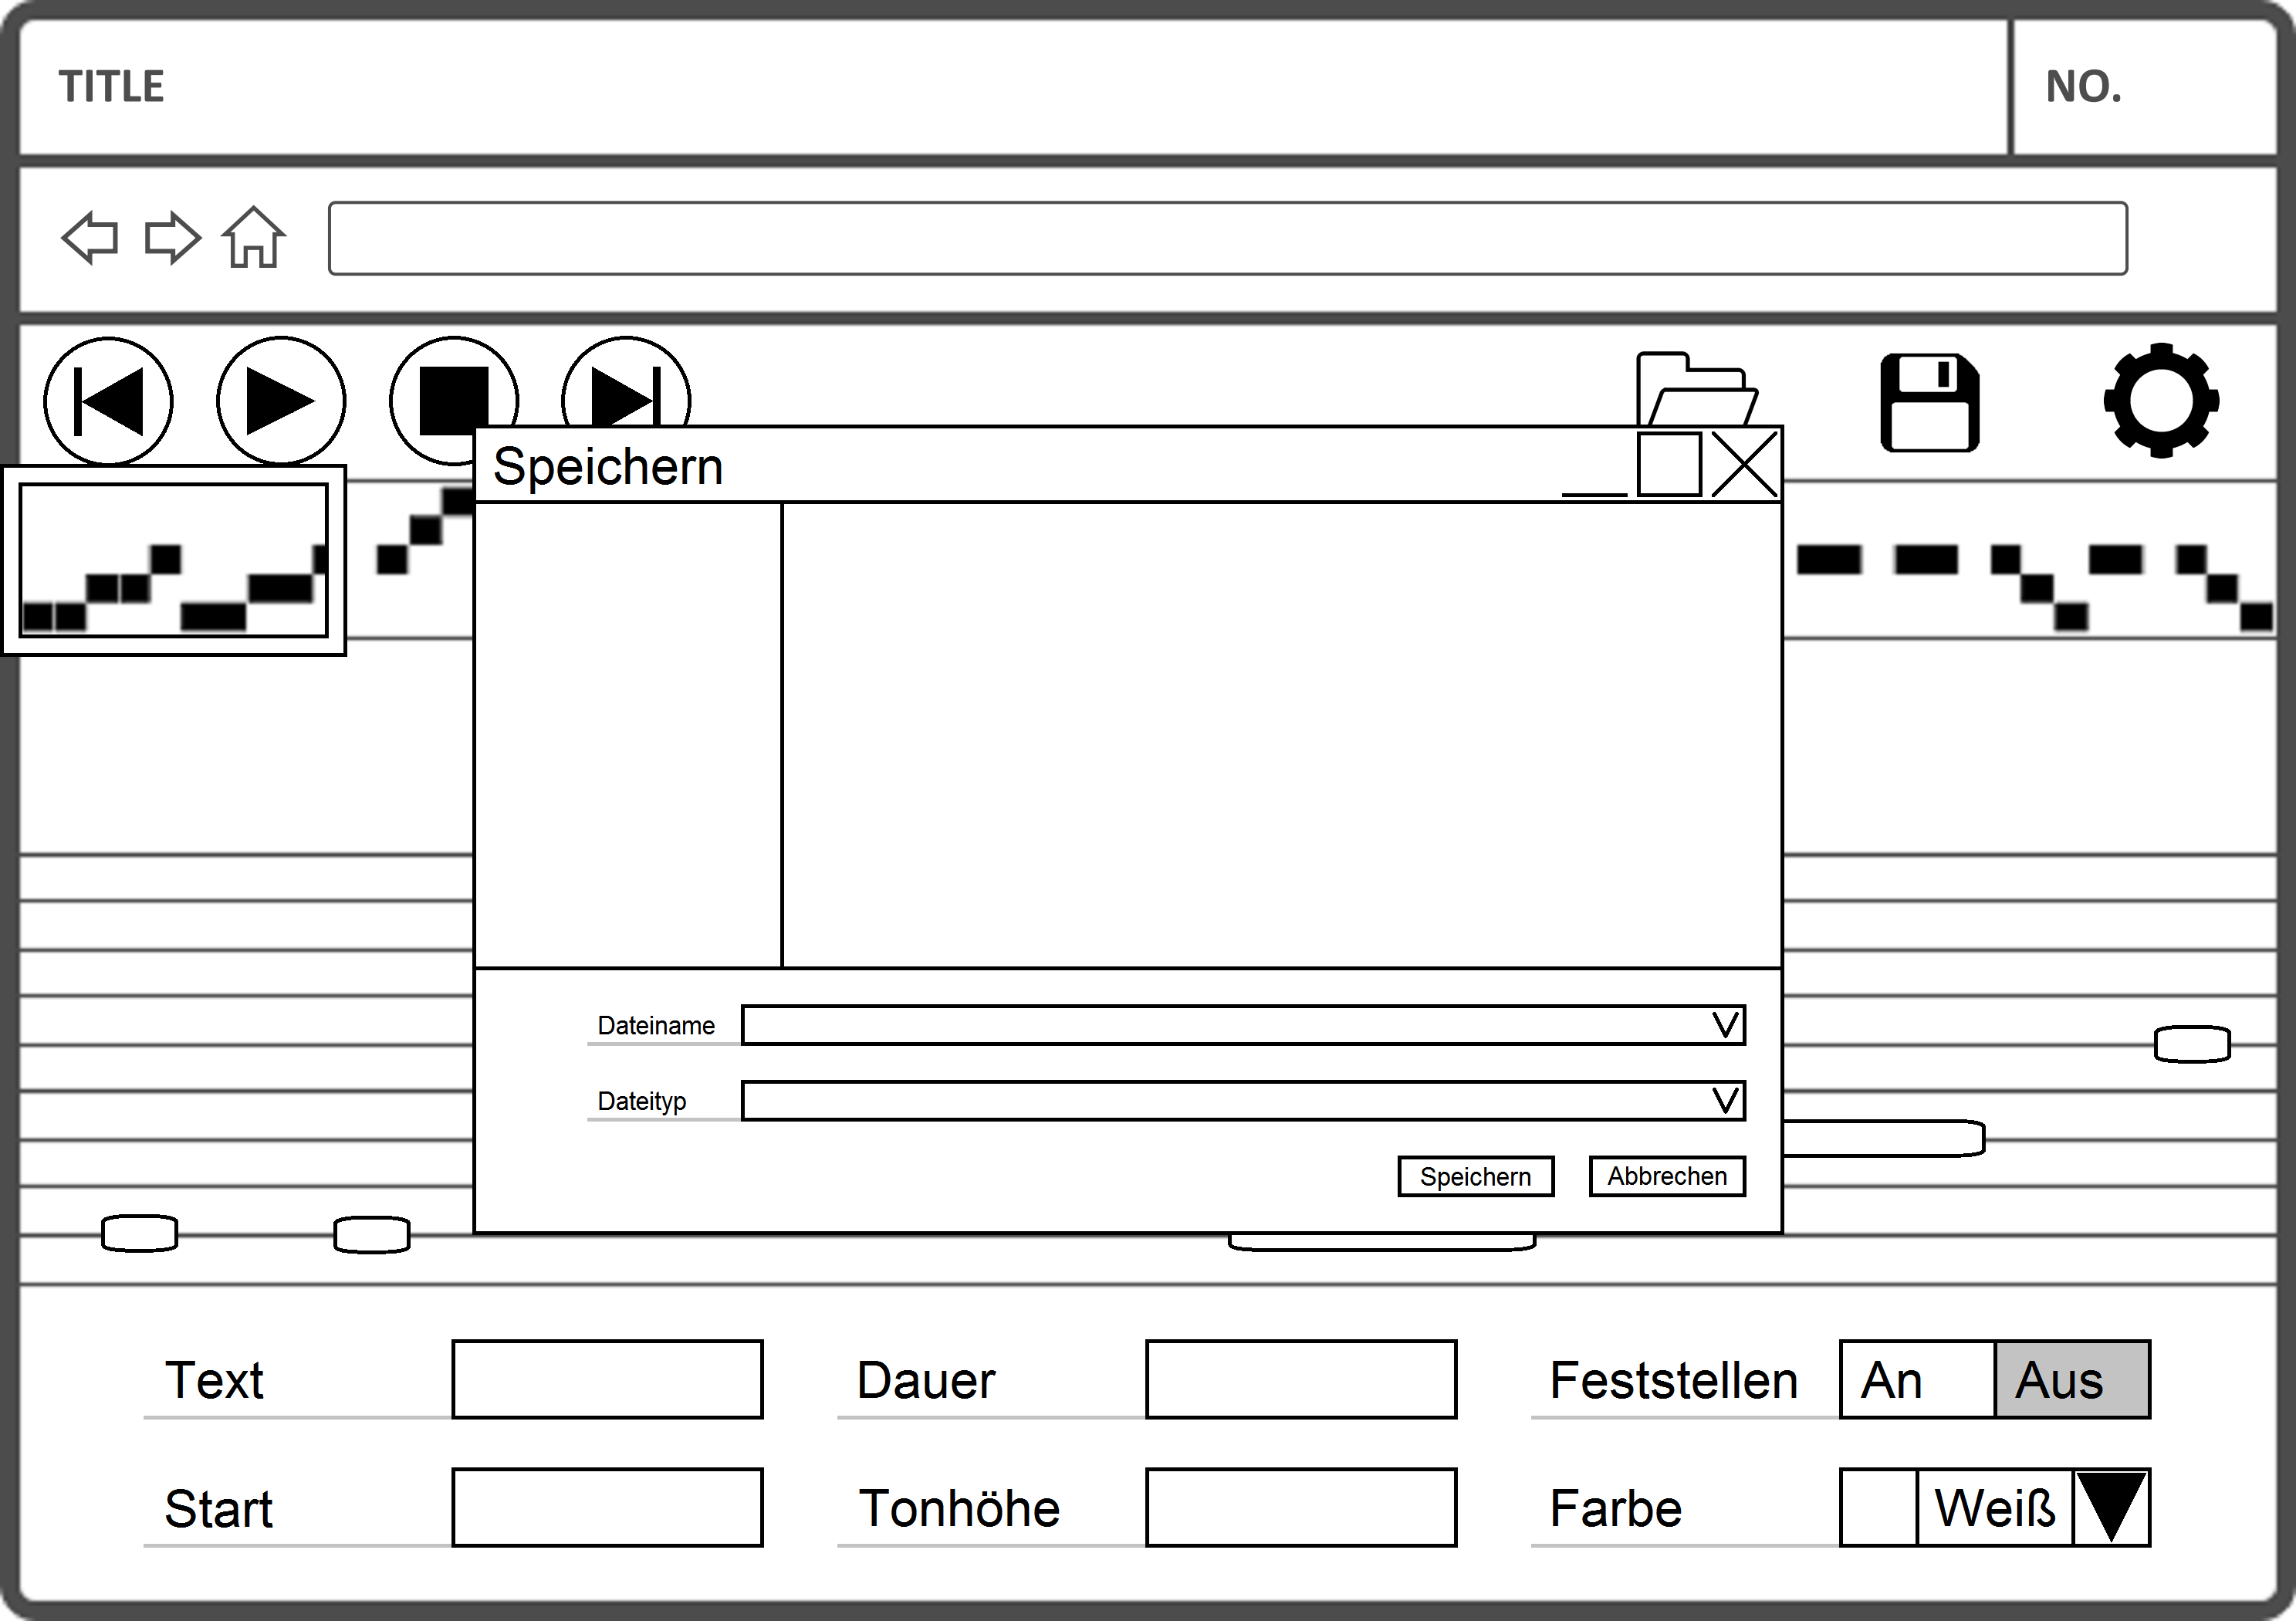 TITLE
NO.
Speichern
Dateiname
Dateityp
Speichern
Abbrechen
Text
Dauer
Feststellen
An
Aus
Start
Tonhöhe
Farbe
Weiß